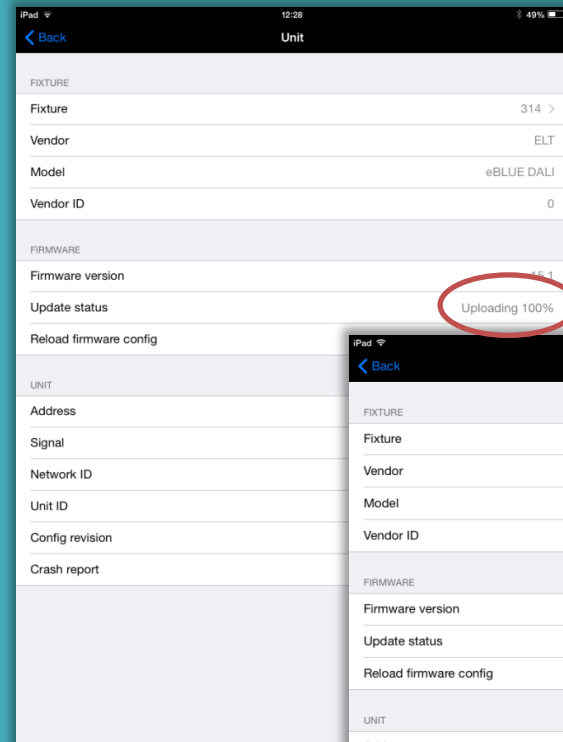 iPad 12:28 49%
Back Unit
FIXTURE
Fixture 314 >
Vendor ELT
Model eBLUE DALI
Vendor ID 0
FIRMWARE
Firmware version 15.1
Update status Uploading 100%
Reload firmware config
UNIT
Address
Signal
Network ID
Unit ID
Config revision
Crash report
iPad
Back
FIXTURE
Fixture
Vendor
Model
Vendor ID
FIRMWARE
Firmware version
Update status
Reload firmware config
UNIT